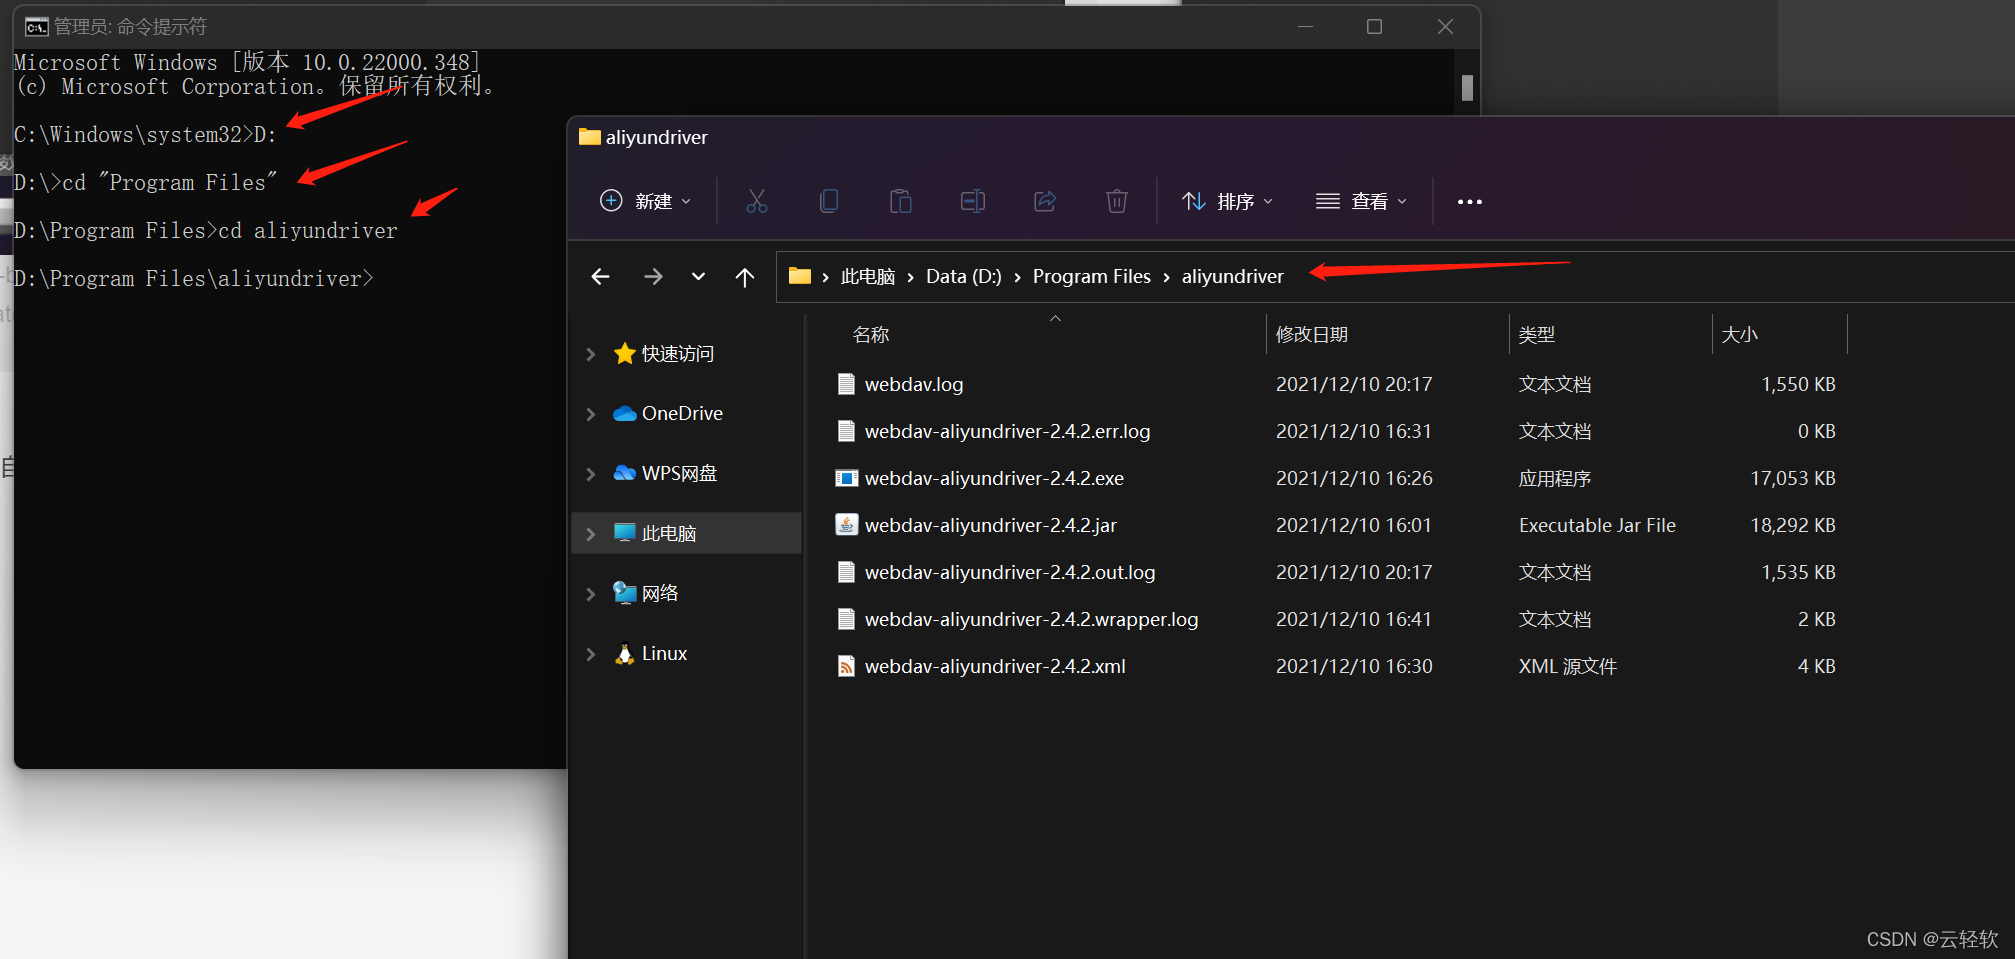 管理员: 命令提示符
Microsoft Windows [版本 10.0.22000.348]
(c) Microsoft Corporation。保留所有权利。
C:\Windows\system32>D:
D:\>cd "Program Files"
D:\Program Files>cd aliyundriver
D:\Program Files\aliyundriver>
aliyundriver
新建
排序
查看
此电脑 > Data (D:) > Program Files > aliyundriver
快速访问
OneDrive
WPS网盘
此电脑
网络
Linux
名称 修改日期 类型 大小
webdav.log 2021/12/10 20:17 文本文档 1,550 KB
webdav-aliyundriver-2.4.2.err.log 2021/12/10 16:31 文本文档 0 KB
webdav-aliyundriver-2.4.2.exe 2021/12/10 16:26 应用程序 17,053 KB
webdav-aliyundriver-2.4.2.jar 2021/12/10 16:01 Executable Jar File 18,292 KB
webdav-aliyundriver-2.4.2.out.log 2021/12/10 20:17 文本文档 1,535 KB
webdav-aliyundriver-2.4.2.wrapper.log 2021/12/10 16:41 文本文档 2 KB
webdav-aliyundriver-2.4.2.xml 2021/12/10 16:30 XML 源文件 4 KB
CSDN @云轻软